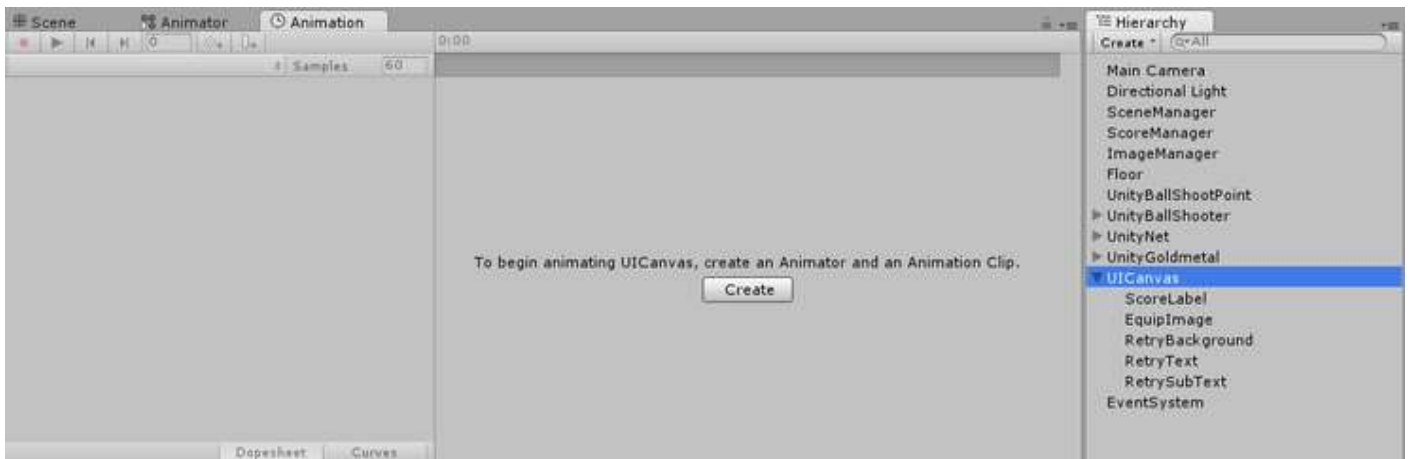 Scene Animator Animation
0 0:00
Samples 60
To begin animating UICanvas, create an Animator and an Animation Clip.
Create
Dopesheet Curves
Hierarchy
Create All
Main Camera
Directional Light
SceneManager
ScoreManager
ImageManager
Floor
UnityBallShootPoint
UnityBallShooter
UnityNet
UnityGoldmetal
UICanvas
ScoreLabel
EquipImage
RetryBackground
RetryText
RetrySubText
EventSystem